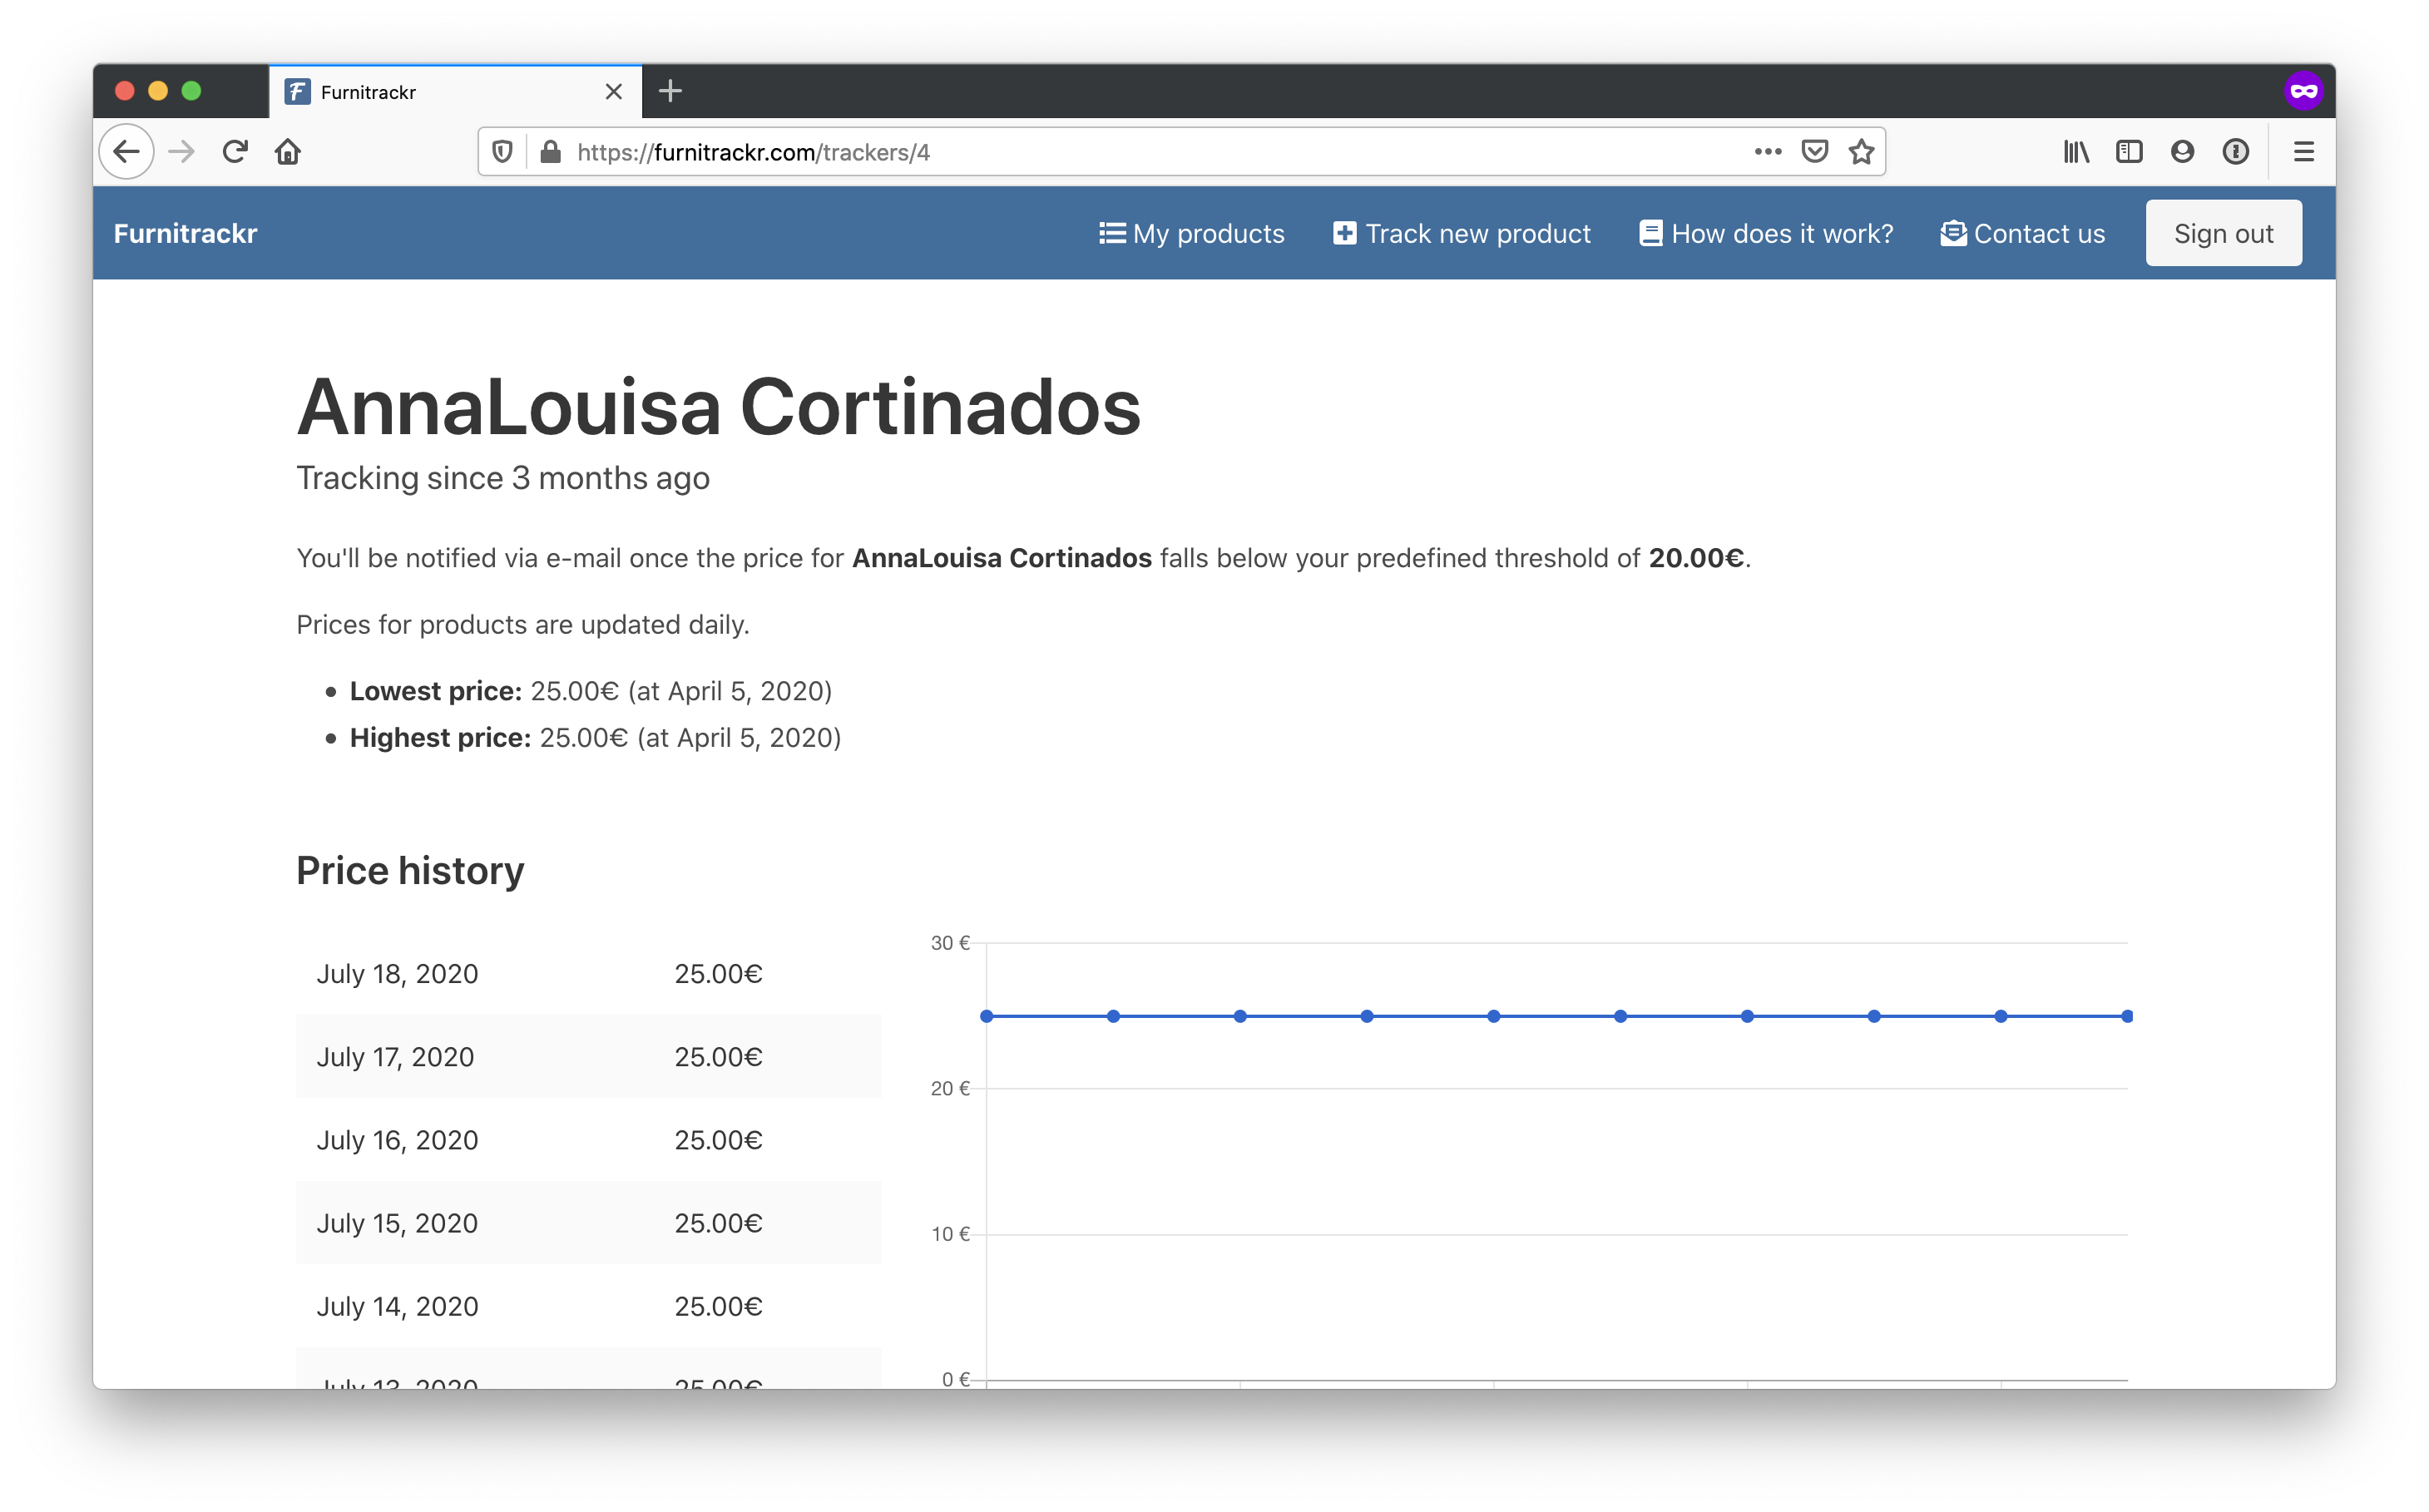 Furnitrackr
https://furnitrackr.com/trackers/4
Furnitrackr My products Track new product How does it work? Contact us Sign out
AnnaLouisa Cortinados
Tracking since 3 months ago
You'll be notified via e-mail once the price for AnnaLouisa Cortinados falls below your predefined threshold of 20.00€.
Prices for products are updated daily.
• Lowest price: 25.00€ (at April 5, 2020)
• Highest price: 25.00€ (at April 5, 2020)
Price history
July 18, 2020 25.00€
July 17, 2020 25.00€
July 16, 2020 25.00€
July 15, 2020 25.00€
July 14, 2020 25.00€
July 13, 2020 25.00€
30 €
20 €
10 €
0 €